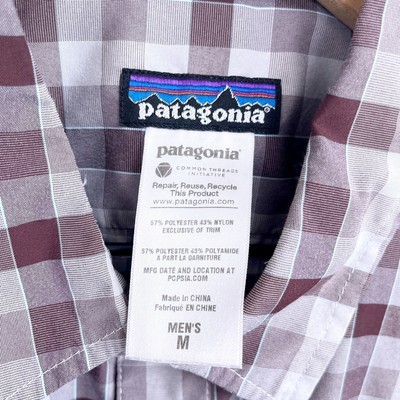 patagonia
patagonia
COMMON THREADS
INITIATIVE
Repair, Reuse, Recycle
This Product
www.patagonia.com
57% POLYESTER 43% NYLON
EXCLUSIVE OF TRIM
57% POLYESTER 43% POLYAMIDE
A PART LA GARNITURE
MFG DATE AND LOCATION AT
PCPSIA.COM
Made in CHINA
Fabriqué EN CHINE
MEN'S
M